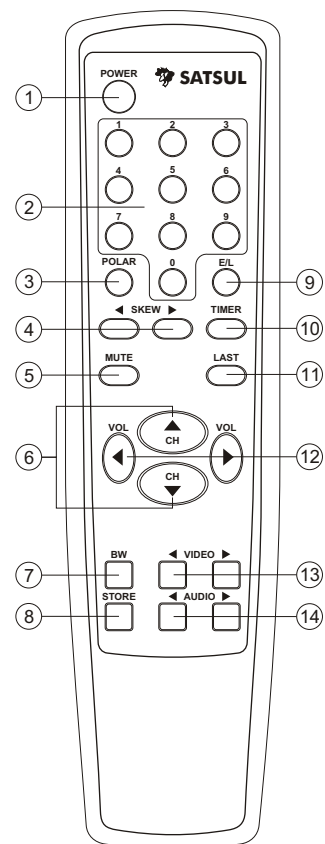 POWER SATSUL
1
1 2 3
4 5 6
2
7 8 9
POLAR 0 E/L
3 9
◀ SKEW ▶ TIMER
4 10
MUTE LAST
5 11
VOL CH VOL
6 12
CH
BW ◀ VIDEO ▶
7 13
STORE ◀ AUDIO ▶
8 14